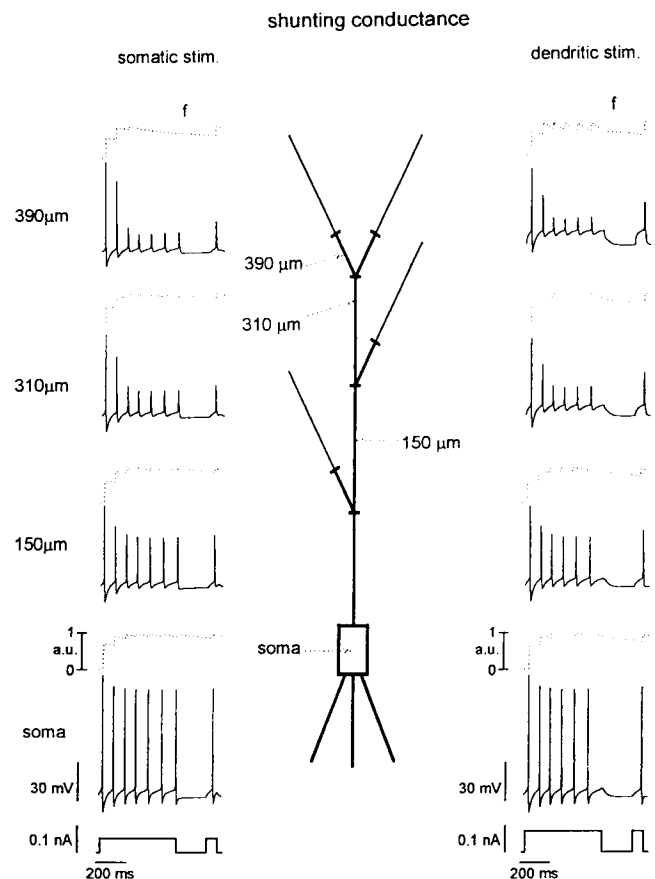 shunting conductance
somatic stim.
dendritic stim.
f
f
390µm
390 µm
310 µm
310µm
150 µm
150µm
1
a.u.
0
soma
1
a.u.
0
soma
30 mV
30 mV
0.1 nA
0.1 nA
200 ms
200 ms